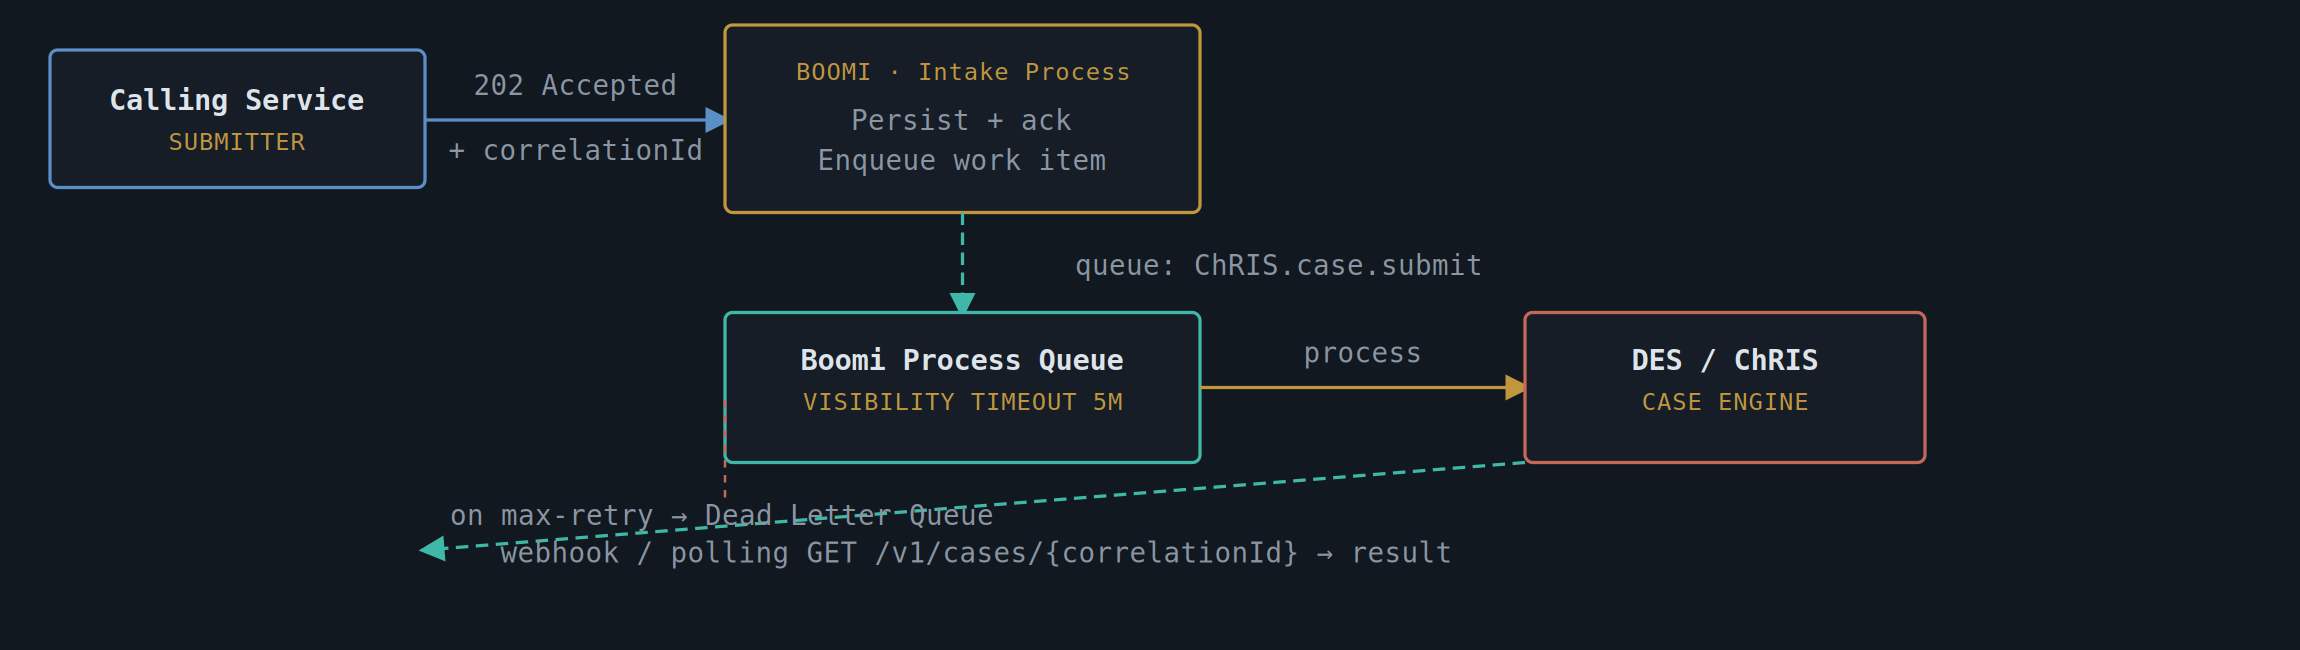 Calling Service
SUBMITTER
202 Accepted
+ correlationId
BOOMI · Intake Process
Persist + ack
Enqueue work item
queue: ChRIS.case.submit
Boomi Process Queue
VISIBILITY TIMEOUT 5M
process
DES / ChRIS
CASE ENGINE
on max-retry → Dead Letter Queue
webhook / polling GET /v1/cases/{correlationId} → result